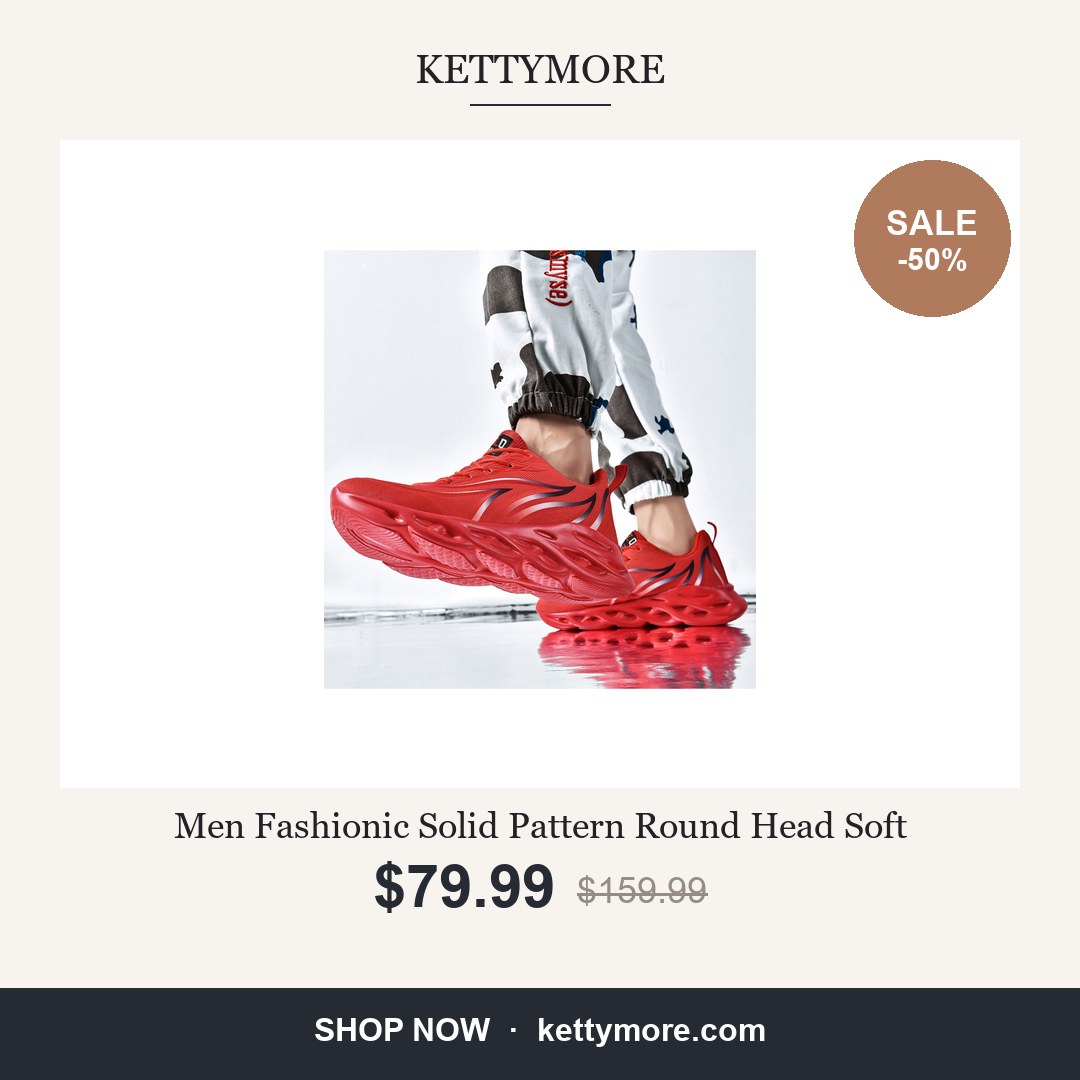 KETTYMORE
SALE
-50%
Men Fashionic Solid Pattern Round Head Soft
$79.99 $159.99
SHOP NOW · kettymore.com